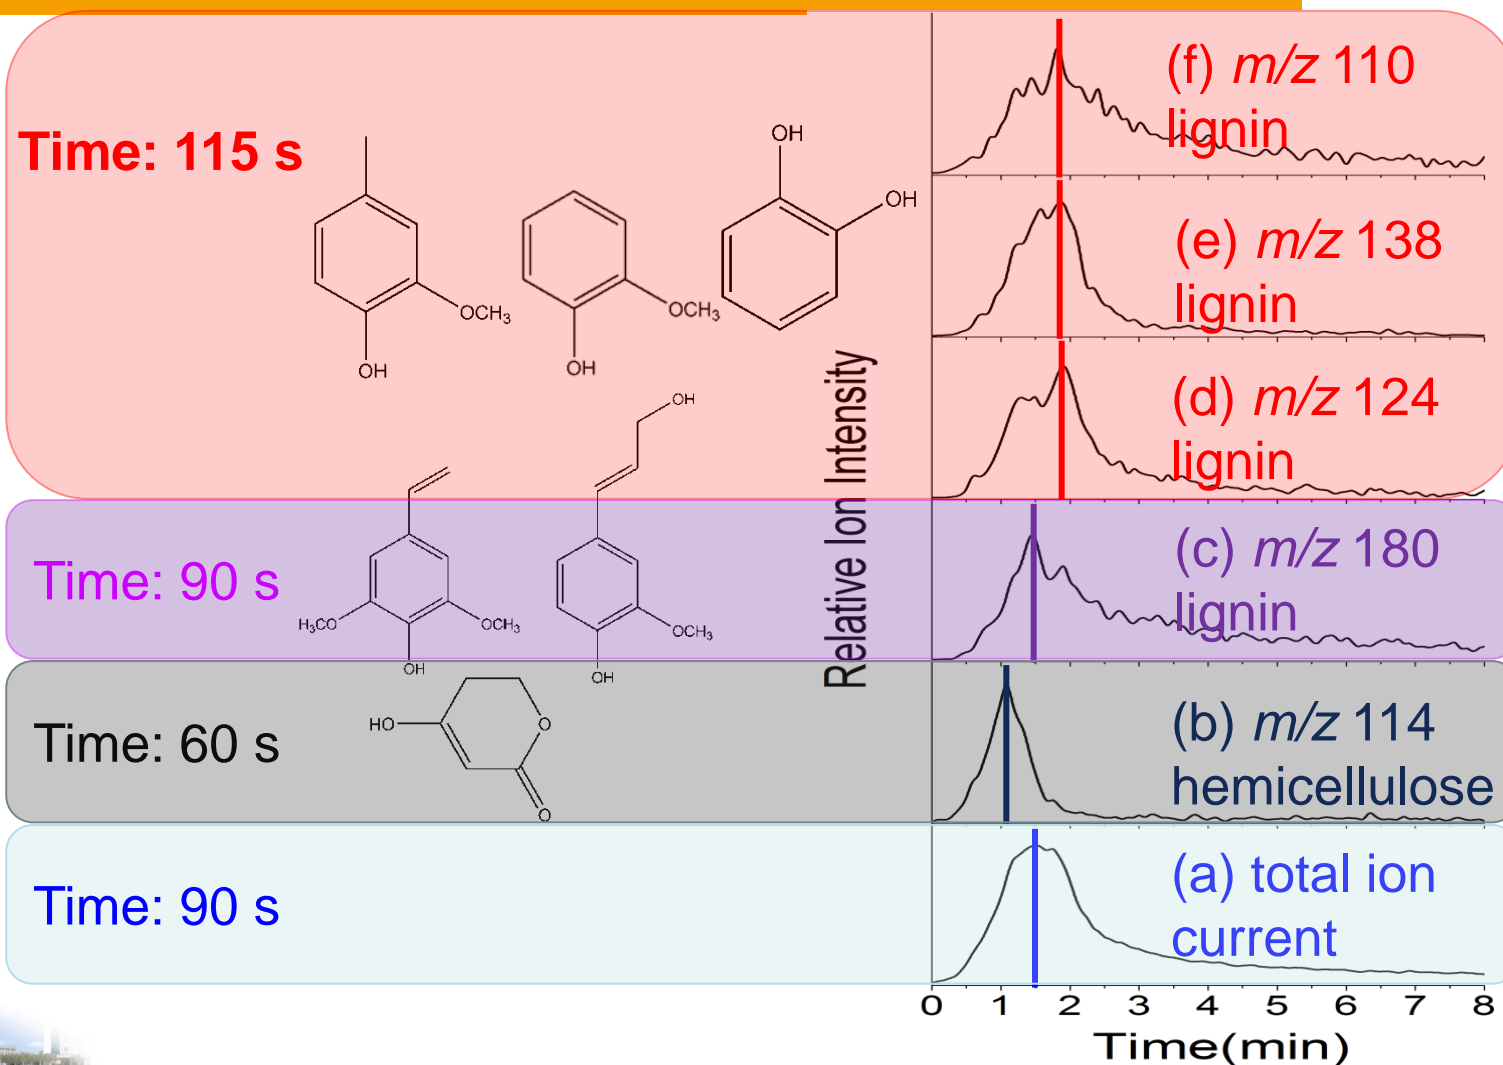 Time: 115 s
OCH3
OH
OCH3
OH
OH
OH
(f) m/z 110
lignin
(e) m/z 138
lignin
(d) m/z 124
lignin
Relative Ion Intensity
Time: 90 s
H3CO
OCH3
OH
OH
OCH3
OH
(c) m/z 180
lignin
Time: 60 s
HO
O
O
(b) m/z 114
hemicellulose
Time: 90 s
(a) total ion
current
0 1 2 3 4 5 6 7 8
Time(min)